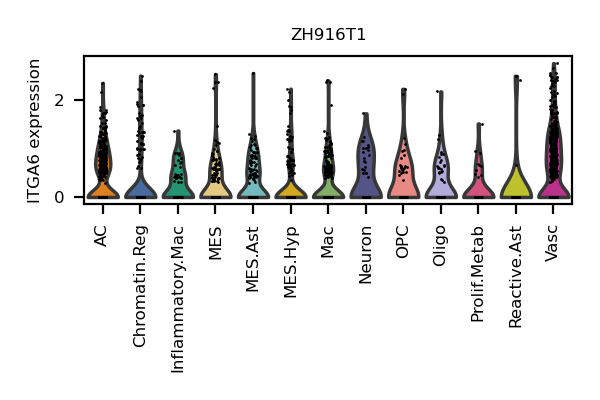 ZH916T1
ITGA6 expression
2
0
AC
Chromatin.Reg
Inflammatory.Mac
MES
MES.Ast
MES.Hyp
Mac
Neuron
OPC
Oligo
Prolif.Metab
Reactive.Ast
Vasc